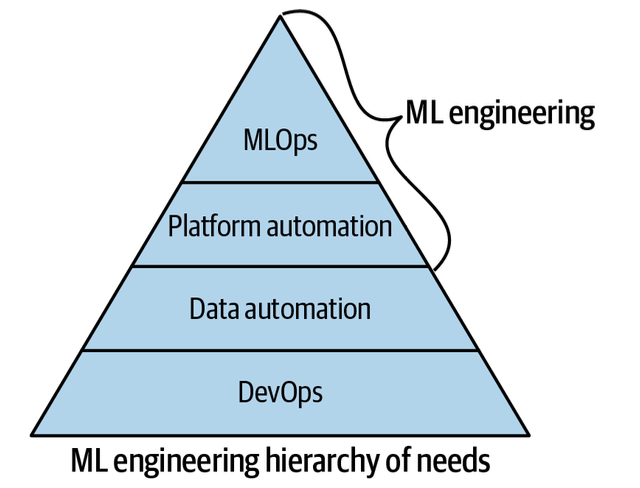 MLOps
ML engineering
Platform automation
Data automation
DevOps
ML engineering hierarchy of needs